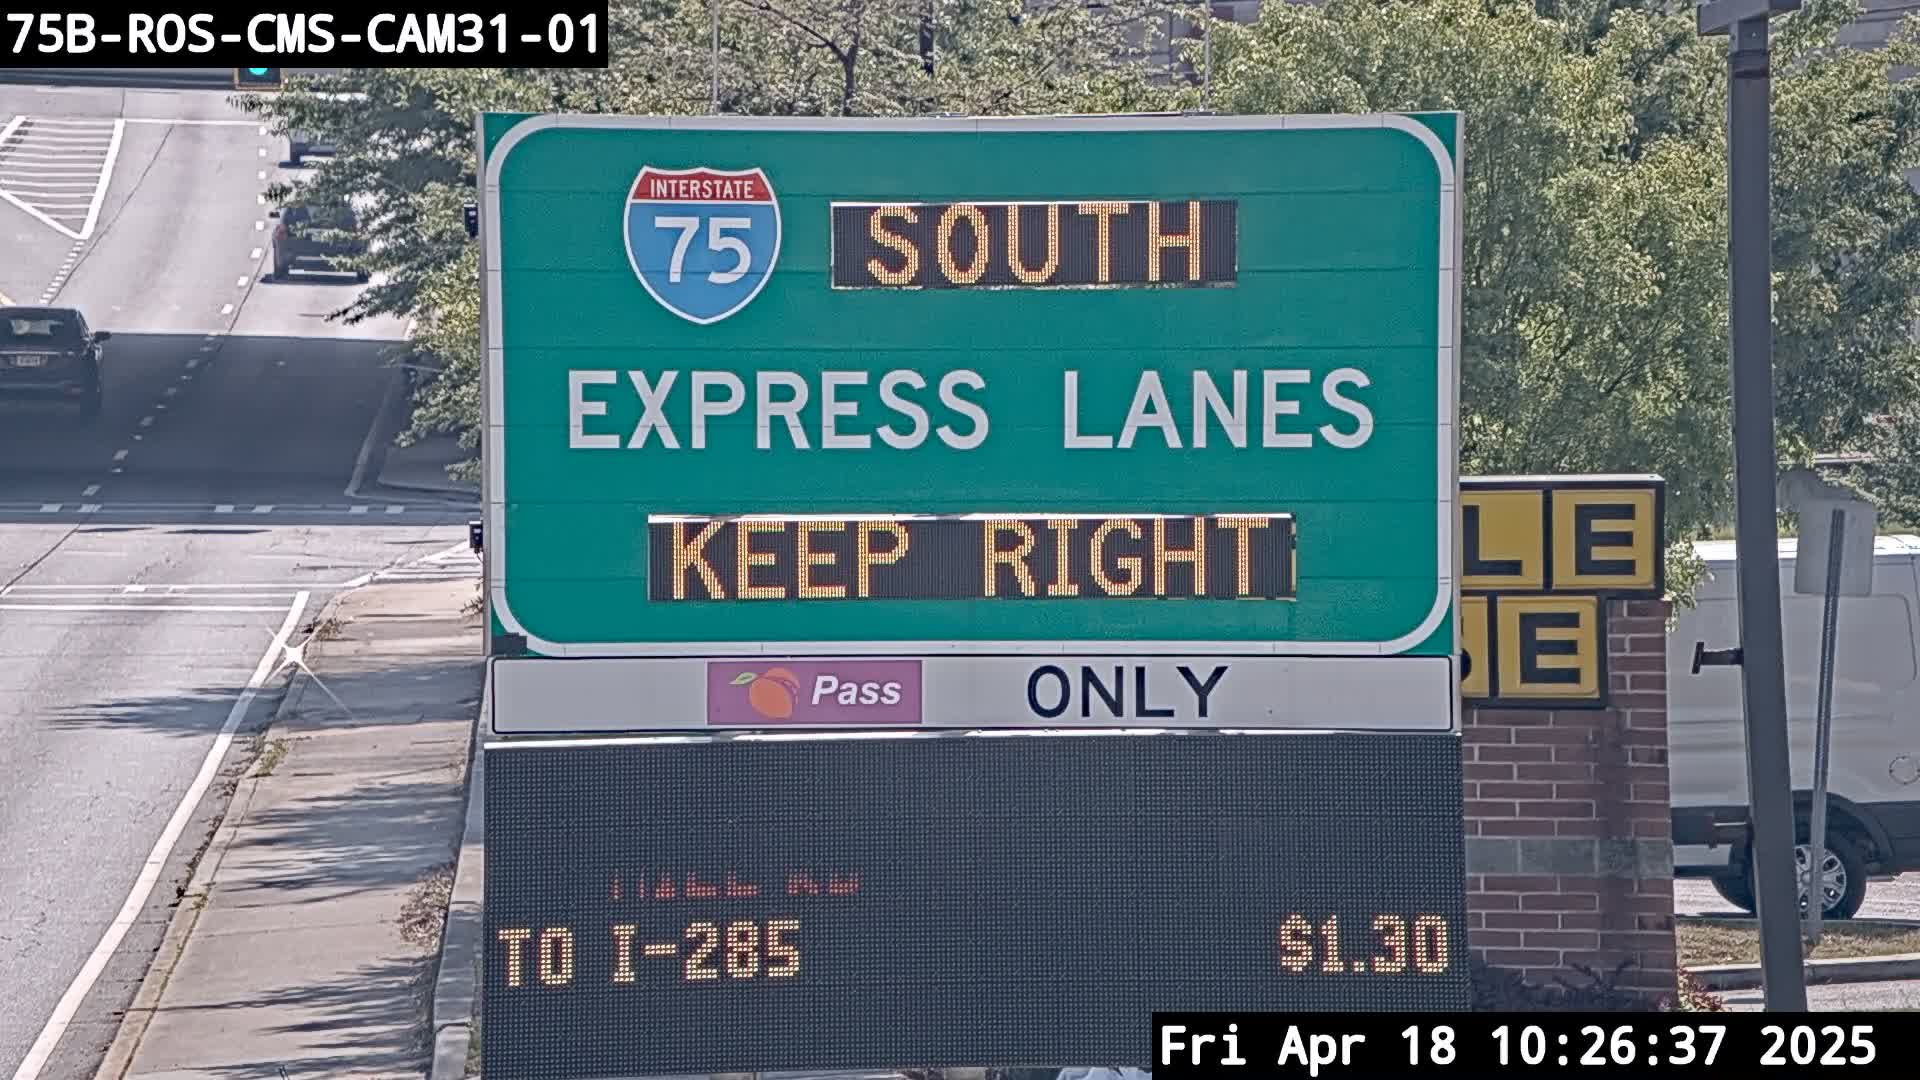 75B-ROS-CMS-CAM31-01
INTERSTATE
75
SOUTH
EXPRESS LANES
KEEP RIGHT
LE
E
Pass ONLY
TO I-285 $1.30
Fri Apr 18 10:26:37 2025